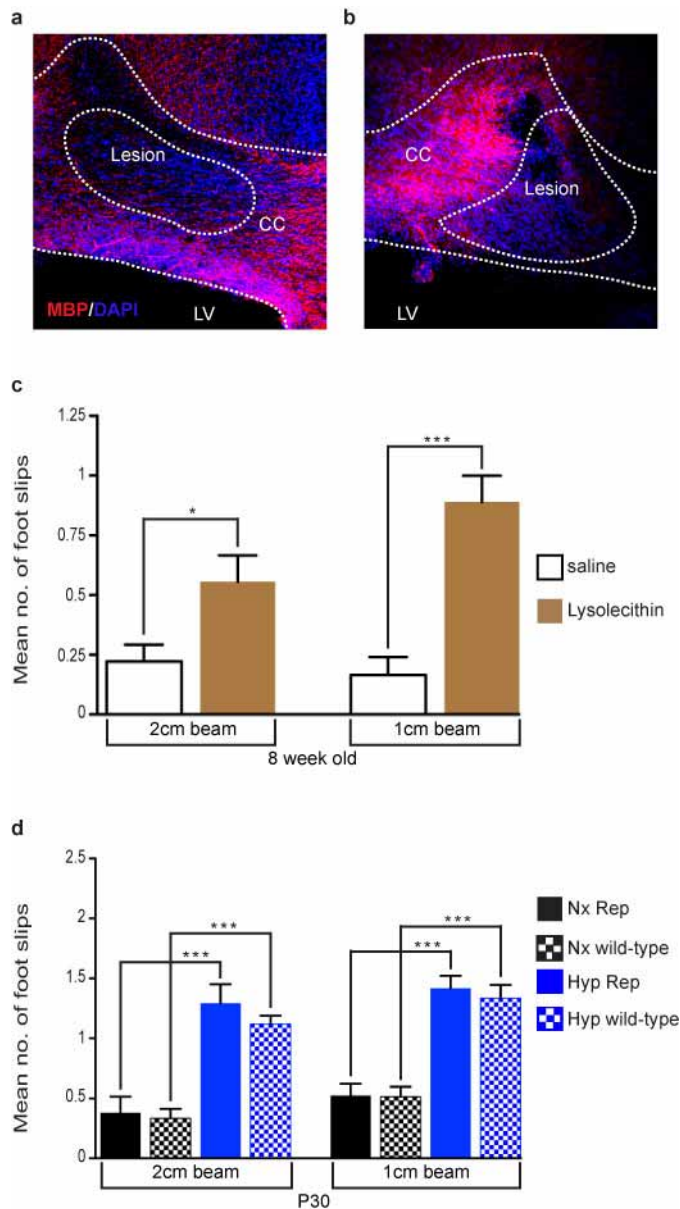 a
b
Lesion
CC
MBP/DAPI
LV
CC
Lesion
LV
c
Mean no. of foot slips
1.25
1
0.75
0.5
0.25
0
*
***
saline
Lysolecithin
2cm beam
1cm beam
8 week old
d
Mean no. of foot slips
2.5
2
1.5
1
0.5
0
***
***
***
***
Nx Rep
Nx wild-type
Hyp Rep
Hyp wild-type
2cm beam
1cm beam
P30